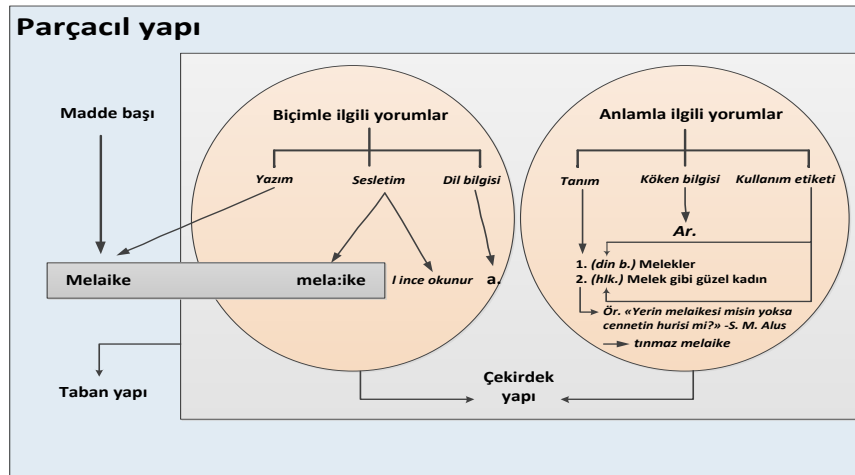 Parçacıl yapı
Madde başı
Biçimle ilgili yorumlar
Anlamla ilgili yorumlar
Yazım
Sesletim
Dil bilgisi
Tanım
Köken bilgisi
Kullanım etiketi
Ar.
Melaike
mela:ike
l ince okunur
a.
1. (din b.) Melekler
2. (hlk.) Melek gibi güzel kadın
Ör. «Yerin melaikesi misin yoksa
cennetin hurisi mi?» -S. M. Alus
tınmaz melaike
Taban yapı
Çekirdek
yapı